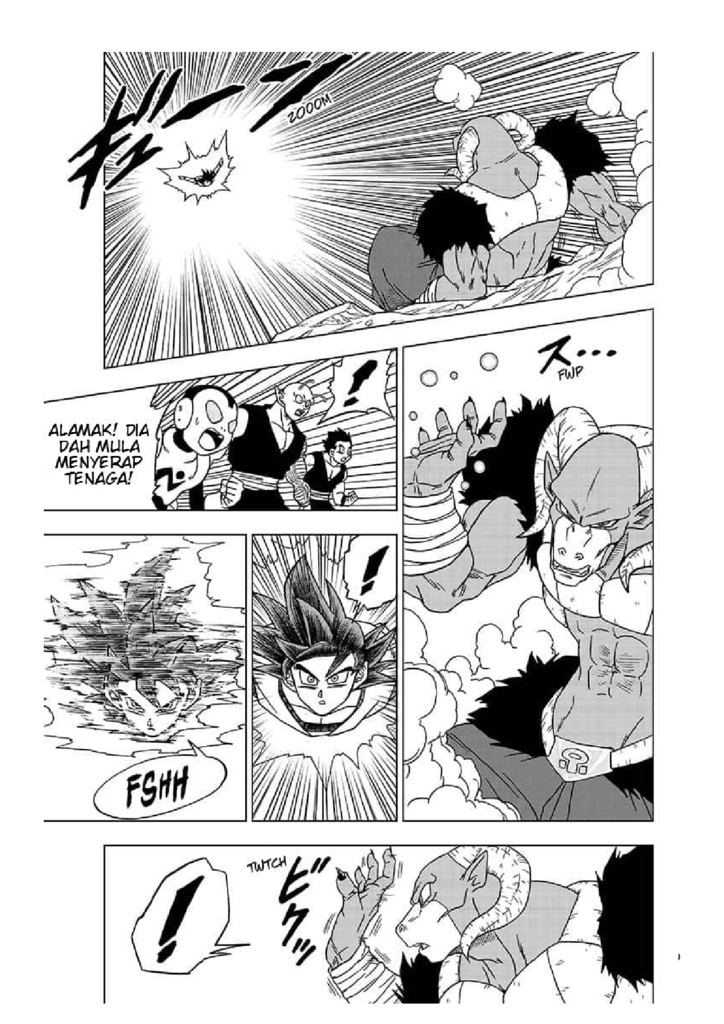 ギューン
ZOOOM
ス...
FWP
!
ALAMAK! DIA
DAH MULA
MENYERAP
TENAGA!
!
FSHH
ビクッ
TWTCH
!